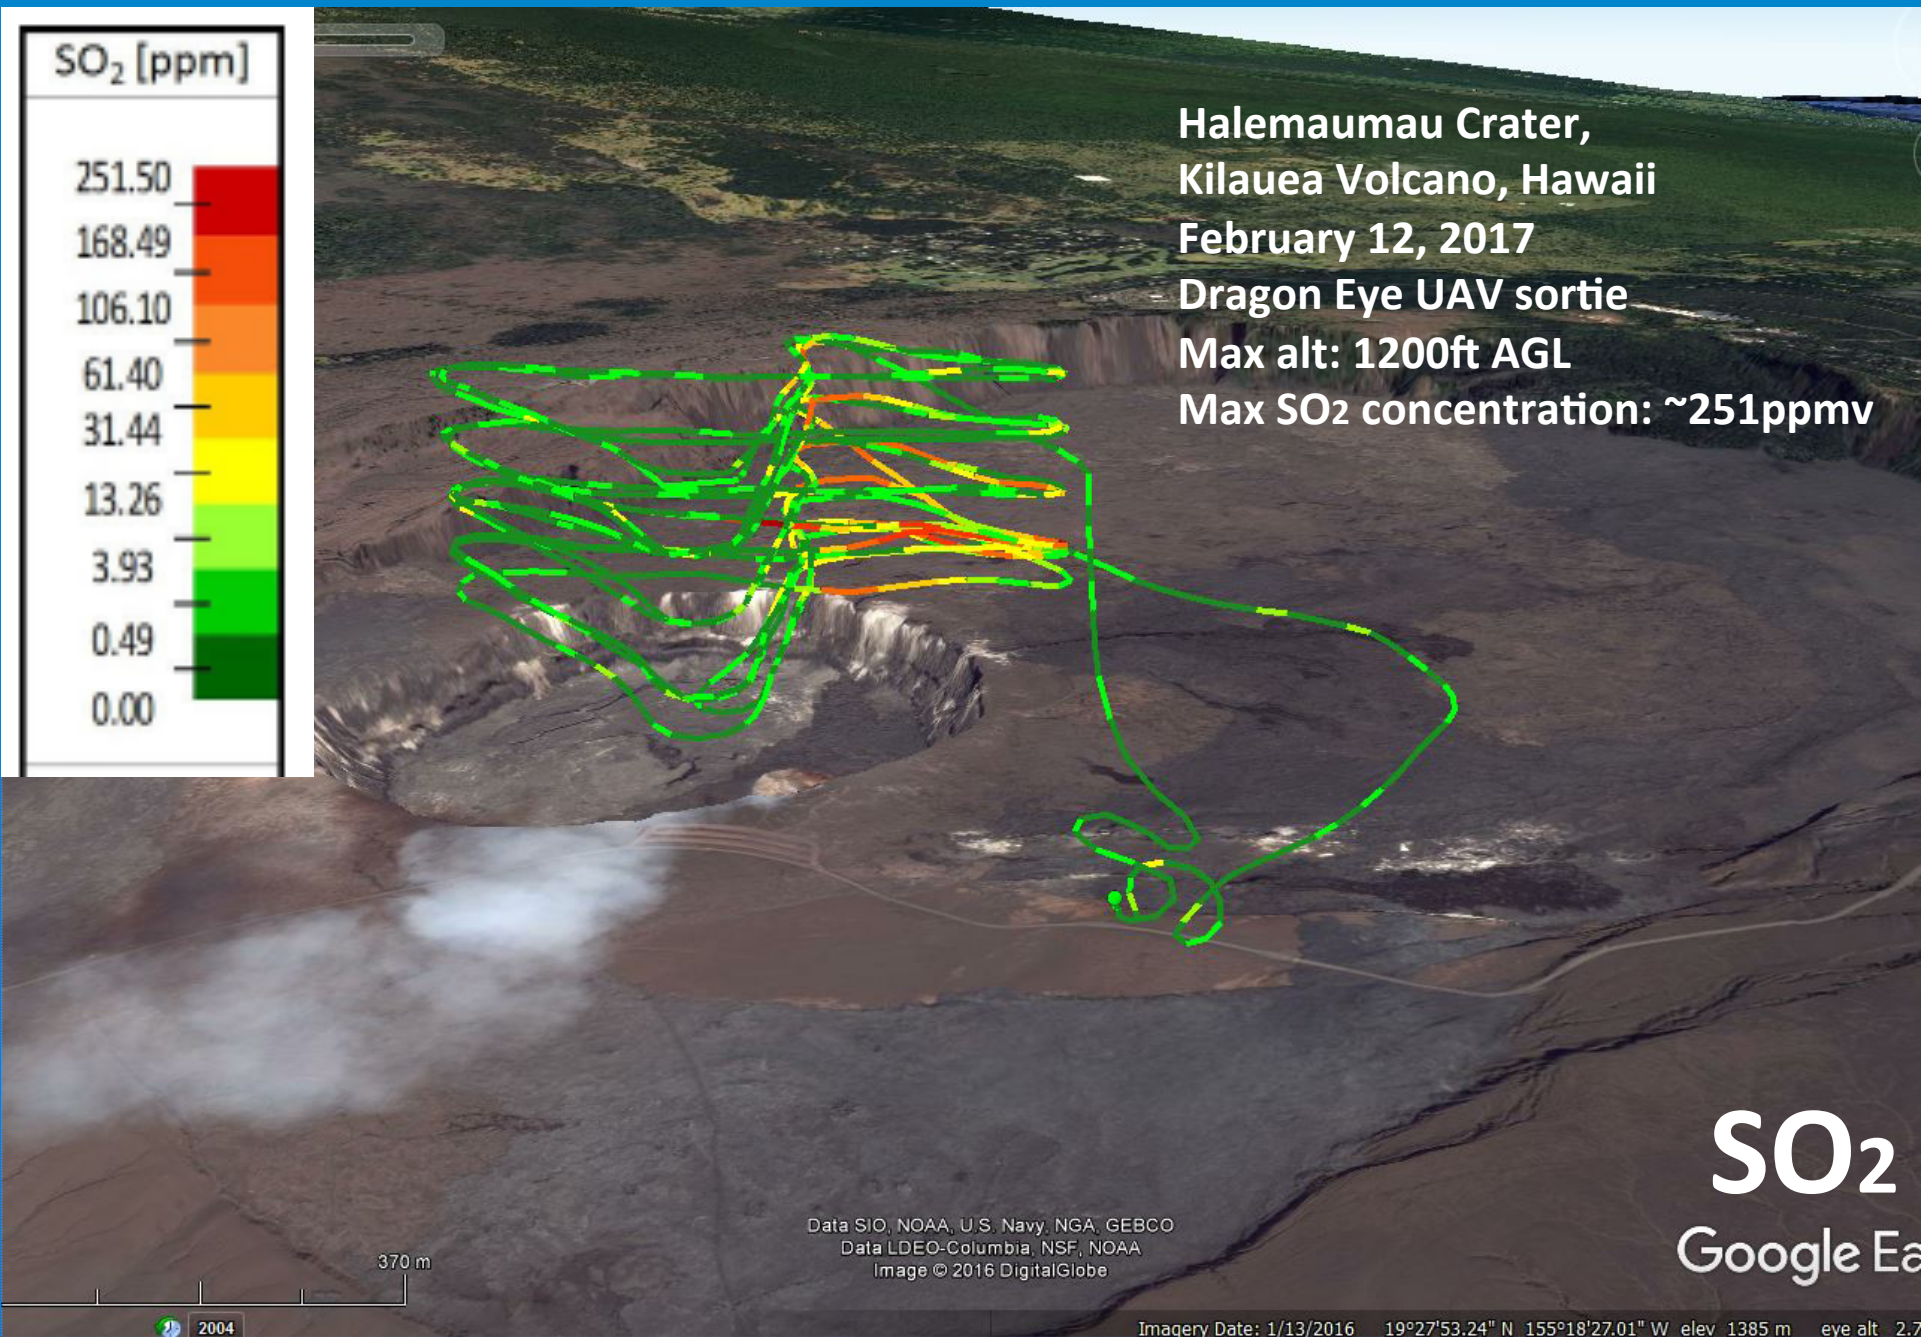 SO2 [ppm]
251.50
168.49
106.10
61.40
31.44
13.26
3.93
0.49
0.00
Halemaumau Crater,
Kilauea Volcano, Hawaii
February 12, 2017
Dragon Eye UAV sortie
Max alt: 1200ft AGL
Max SO2 concentration: ~251ppmv
SO2
Google Ea
Data SIO, NOAA, U.S. Navy, NGA, GEBCO
Data LDEO-Columbia, NSF, NOAA
Image © 2016 DigitalGlobe
370 m
2004
Imagery Date: 1/13/2016 19°27'53.24" N 155°18'27.01" W elev 1385 m eye alt 2.7